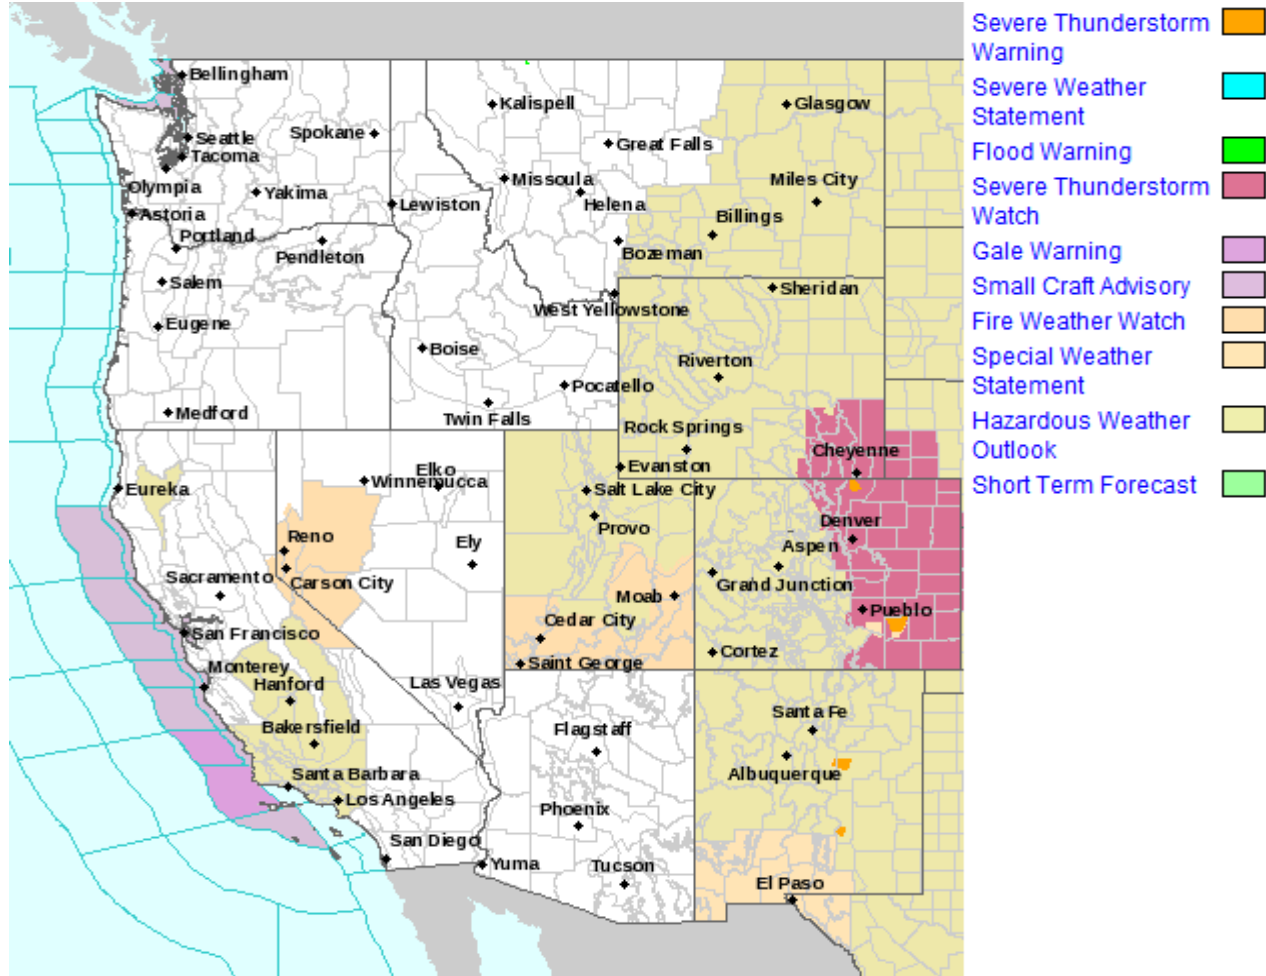 Bellingham
Kalispell
Glasgow
Seattle
Spokane
Great Falls
Tacoma
Olympia
Yakima
Missoula
Miles City
Astoria
Lewiston
Helena
Billings
Portland
Pendleton
Bozeman
Salem
Sheridan
West Yellowstone
Eugene
Boise
Riverton
Pocatello
Medford
Twin Falls
Rock Springs
Cheyenne
Elko
Evanston
Eureka
Winnemucca
Salt Lake City
Provo
Denver
Reno
Ely
Aspen
Sacramento
Carson City
Grand Junction
Moab
Pueblo
San Francisco
Cedar City
Cortez
Saint George
Monterey
Hanford
Las Vegas
Santa Fe
Bakersfield
Flagstaff
Albuquerque
Santa Barbara
Los Angeles
Phoenix
San Diego
Yuma
Tucson
El Paso
Severe Thunderstorm
Warning
Severe Weather
Statement
Flood Warning
Severe Thunderstorm
Watch
Gale Warning
Small Craft Advisory
Fire Weather Watch
Special Weather
Statement
Hazardous Weather
Outlook
Short Term Forecast